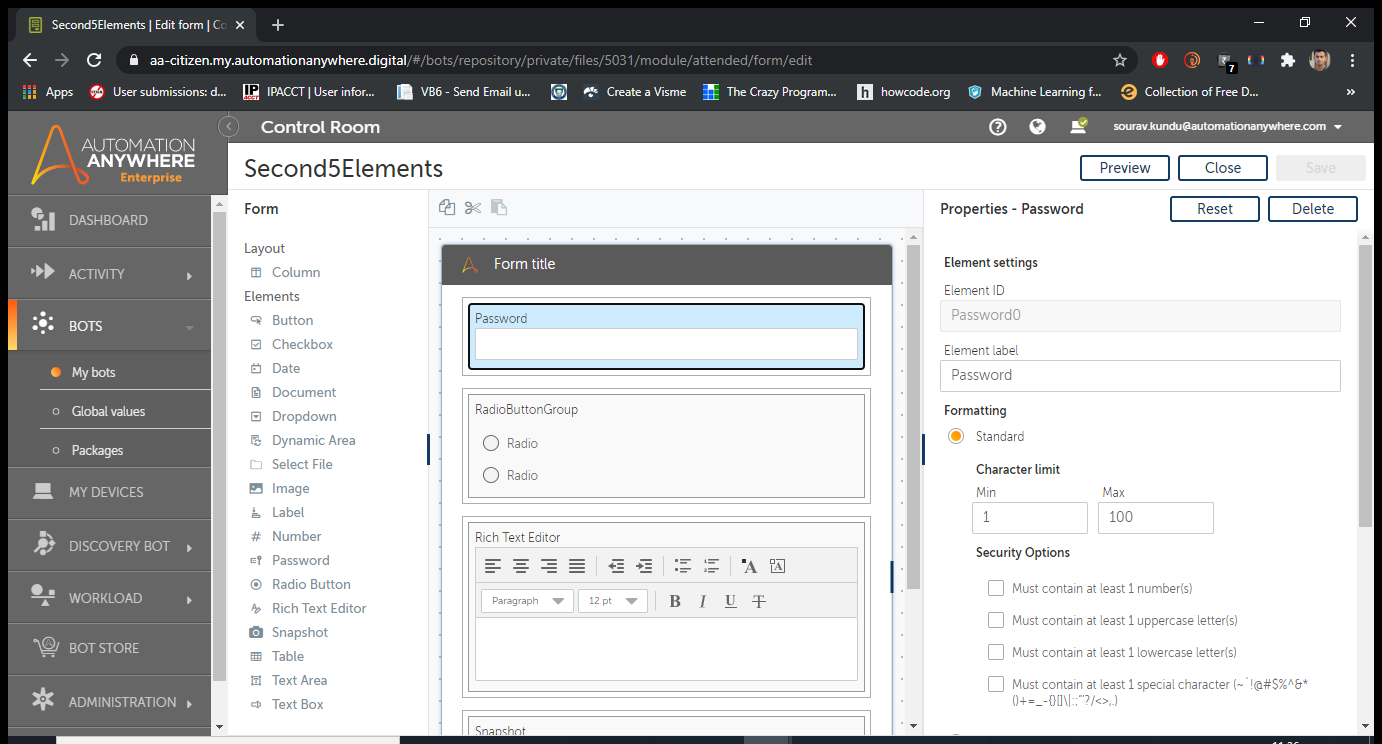 Second5Elements | Edit form | Co
aa-citizen.my.automationanywhere.digital/#/bots/repository/private/files/5031/module/attended/form/edit
7
Apps
User submissions: d...
IPACCT | User infor...
VB6 - Send Email u...
Create a Visme
The Crazy Program...
howcode.org
Machine Learning f...
Collection of Free D...
»
AUTOMATION
ANYWHERE
Enterprise
Control Room
sourav.kundu@automationanywhere.com
Second5Elements
Preview
Close
Save
DASHBOARD
ACTIVITY
BOTS
My bots
Global values
Packages
MY DEVICES
DISCOVERY BOT
WORKLOAD
BOT STORE
ADMINISTRATION
Form
Layout
Column
Elements
Button
Checkbox
Date
Document
Dropdown
Dynamic Area
Select File
Image
Label
Number
Password
Radio Button
Rich Text Editor
Snapshot
Table
Text Area
Text Box
Form title
Password
RadioButtonGroup
Radio
Radio
Rich Text Editor
Paragraph
12 pt
B I U T
Snapshot
Properties - Password
Reset
Delete
Element settings
Element ID
Password0
Element label
Password
Formatting
Standard
Character limit
Min Max
1 100
Security Options
Must contain at least 1 number(s)
Must contain at least 1 uppercase letter(s)
Must contain at least 1 lowercase letter(s)
Must contain at least 1 special character (~`!@#$%^&*
()+=_-{}[]\|:;"'?/<>,.)